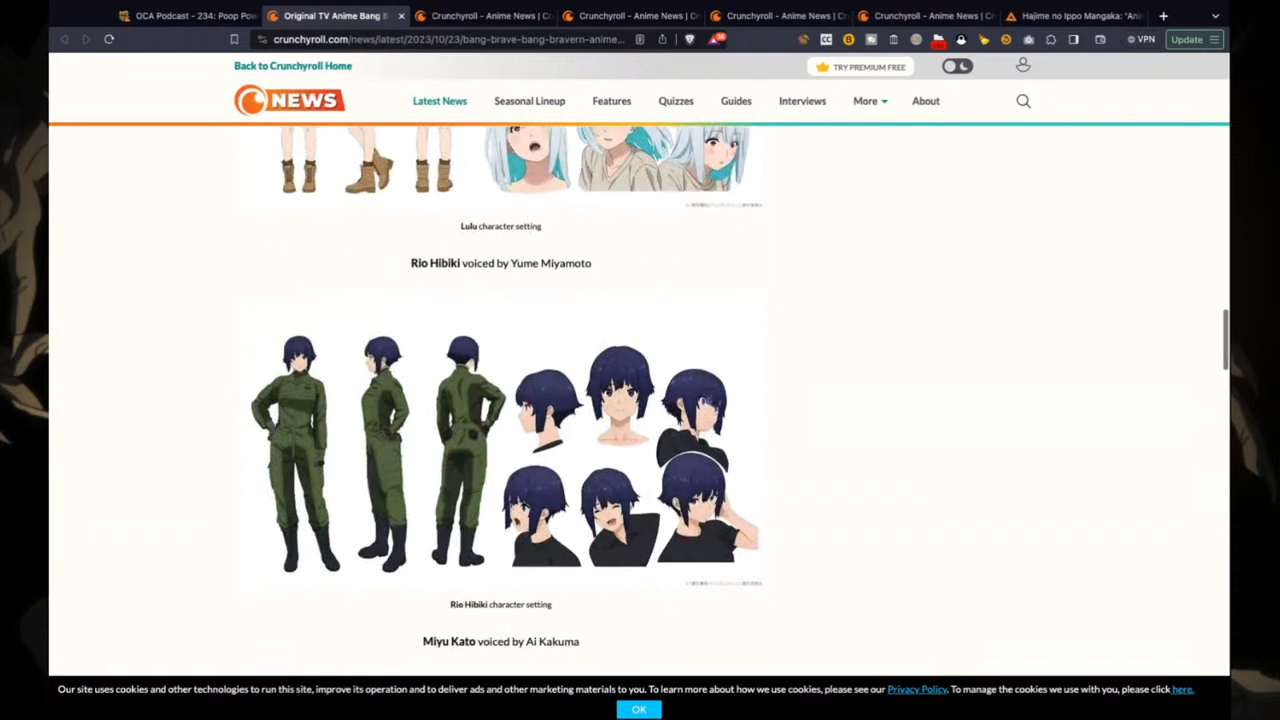 OCA Podcast - 234: Poop Pow
Original TV Anime Bang B
Crunchyroll - Anime News | Cr
Crunchyroll - Anime News | Cr
Crunchyroll - Anime News | Cr
Crunchyroll - Anime News | Cr
Hajime no Ippo Mangaka: 'Ani
crunchyroll.com/news/latest/2023/10/23/bang-brave-bang-bravern-anime...
VPN
Update
Back to Crunchyroll Home
TRY PREMIUM FREE
NEWS
Latest News
Seasonal Lineup
Features
Quizzes
Guides
Interviews
More
About
Lulu character setting
Rio Hibiki voiced by Yume Miyamoto
Rio Hibiki character setting
Miyu Kato voiced by Ai Kakuma
Our site uses cookies and other technologies to run this site, improve its operation and to deliver ads and other marketing materials to you. To learn more about how we use cookies, please see our Privacy Policy. To manage the cookies we use with you, please click here.
OK